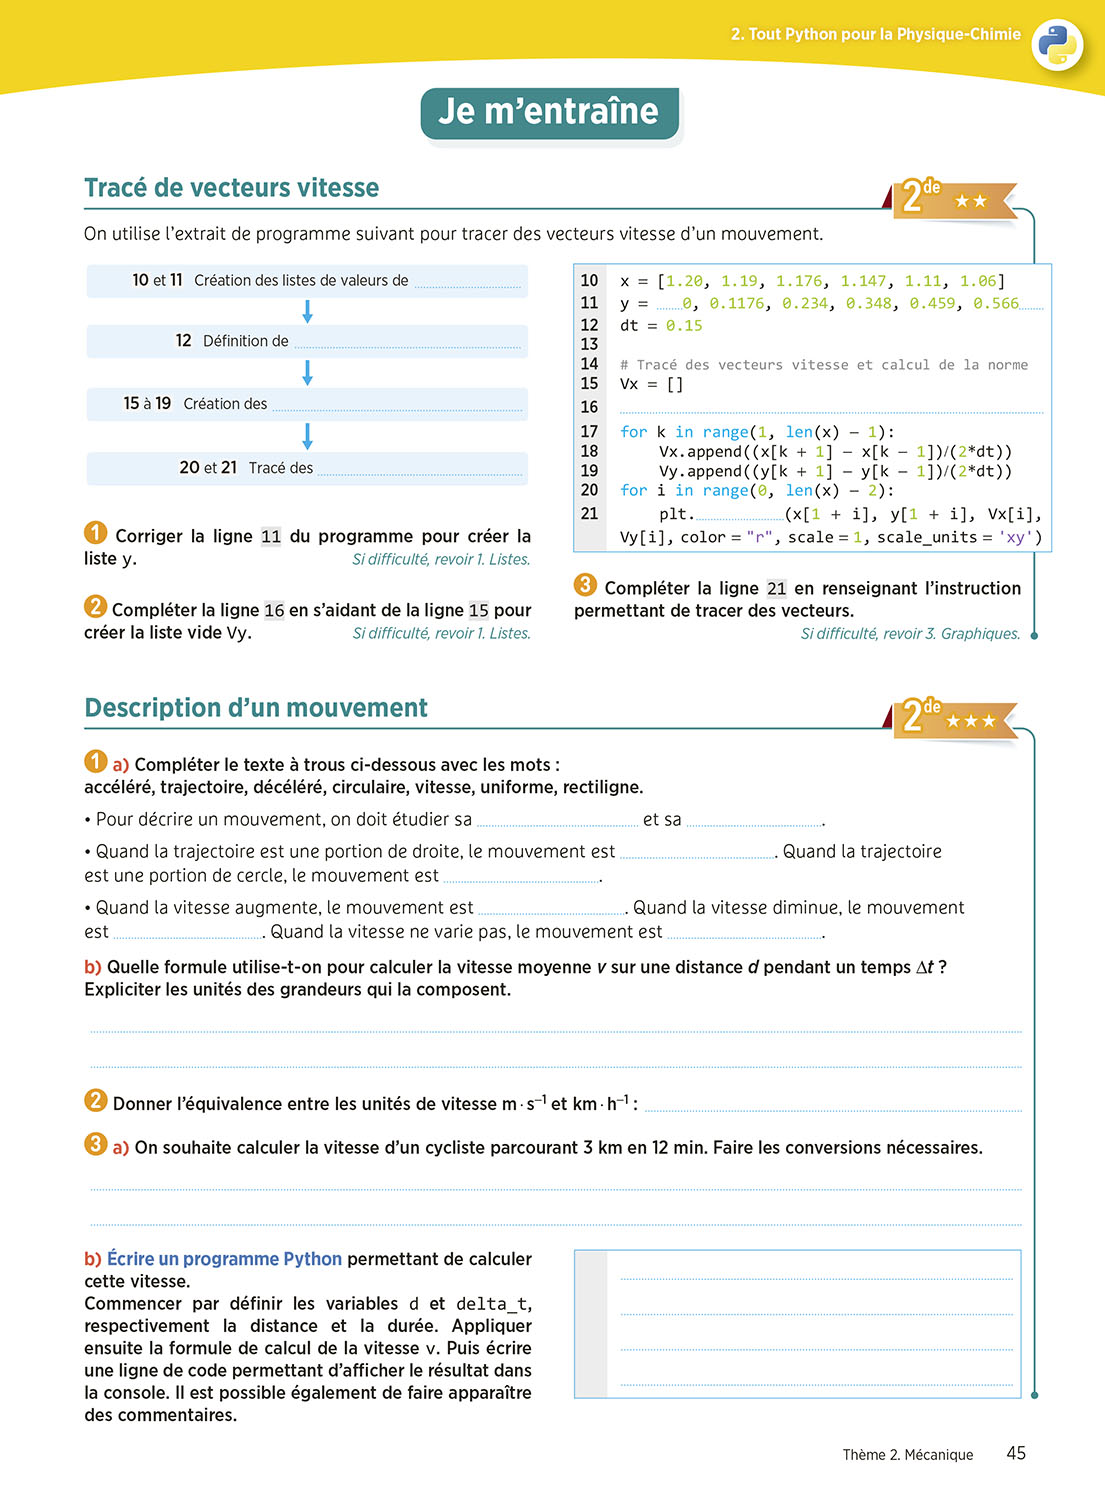 2. Tout Python pour la Physique-Chimie
Je m'entraîne
Tracé de vecteurs vitesse
2de
On utilise l'extrait de programme suivant pour tracer des vecteurs vitesse d'un mouvement.
10 et 11 Création des listes de valeurs de
12 Définition de
15 à 19 Création des
20 et 21 Tracé des
1 Corriger la ligne 11 du programme pour créer la
liste y. Si difficulté, revoir 1. Listes.
2 Compléter la ligne 16 en s'aidant de la ligne 15 pour
créer la liste vide Vy. Si difficulté, revoir 1. Listes.
10 x = [1.20, 1.19, 1.176, 1.147, 1.11, 1.06]
11 y = ......0, 0.1176, 0.234, 0.348, 0.459, 0.566......
12 dt = 0.15
13
14 # Tracé des vecteurs vitesse et calcul de la norme
15 Vx = []
16
17 for k in range(1, len(x) − 1):
18 Vx.append((x[k + 1] − x[k − 1])/(2*dt))
19 Vy.append((y[k + 1] − y[k − 1])/(2*dt))
20 for i in range(0, len(x) − 2):
21 plt...............(x[1 + i], y[1 + i], Vx[i],
Vy[i], color = "r", scale = 1, scale_units = 'xy')
3 Compléter la ligne 21 en renseignant l'instruction
permettant de tracer des vecteurs.
Si difficulté, revoir 3. Graphiques.
Description d'un mouvement
2de
1 a) Compléter le texte à trous ci-dessous avec les mots :
accéléré, trajectoire, décéléré, circulaire, vitesse, uniforme, rectiligne.
• Pour décrire un mouvement, on doit étudier sa ............... et sa ............... .
• Quand la trajectoire est une portion de droite, le mouvement est ............... . Quand la trajectoire
est une portion de cercle, le mouvement est ............... .
• Quand la vitesse augmente, le mouvement est ............... . Quand la vitesse diminue, le mouvement
est ............... . Quand la vitesse ne varie pas, le mouvement est ............... .
b) Quelle formule utilise-t-on pour calculer la vitesse moyenne v sur une distance d pendant un temps Δt ?
Expliciter les unités des grandeurs qui la composent.
2 Donner l'équivalence entre les unités de vitesse m · s⁻¹ et km · h⁻¹ :
3 a) On souhaite calculer la vitesse d'un cycliste parcourant 3 km en 12 min. Faire les conversions nécessaires.
b) Écrire un programme Python permettant de calculer
cette vitesse.
Commencer par définir les variables d et delta_t,
respectivement la distance et la durée. Appliquer
ensuite la formule de calcul de la vitesse v. Puis écrire
une ligne de code permettant d'afficher le résultat dans
la console. Il est possible également de faire apparaître
des commentaires.
Thème 2. Mécanique 45